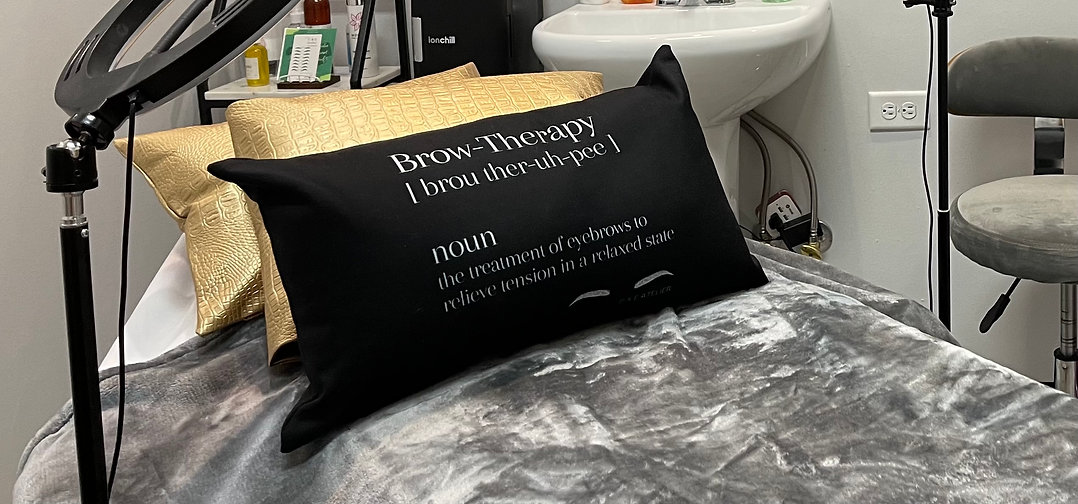 ionchill
Brow-Therapy
[ brou ther-uh-pee ]
noun
the treatment of eyebrows to
relieve tension in a relaxed state